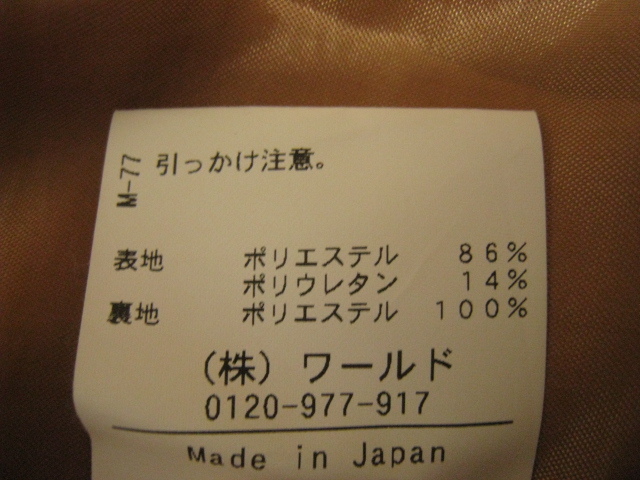 M-77
引っかけ注意。
表地 ポリエステル 86%
ポリウレタン 14%
裏地 ポリエステル 100%
(株) ワールド
0120-977-917
Made in Japan